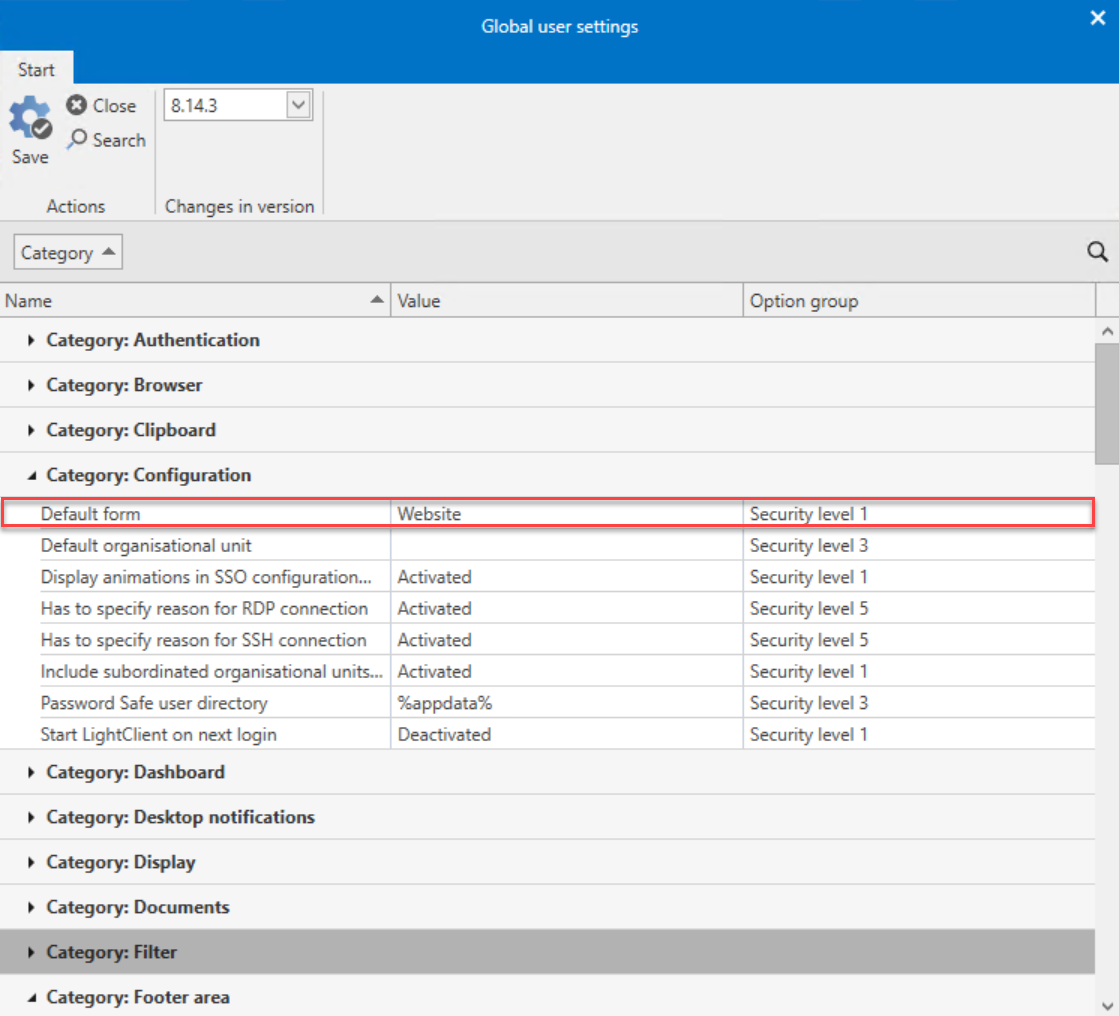 Global user settings
Start
Save
Close
Search
Actions
8.14.3
Changes in version
Category
Name Value Option group
Category: Authentication
Category: Browser
Category: Clipboard
Category: Configuration
Default form Website Security level 1
Default organisational unit Security level 3
Display animations in SSO configuration... Activated Security level 1
Has to specify reason for RDP connection Activated Security level 5
Has to specify reason for SSH connection Activated Security level 5
Include subordinated organisational units... Activated Security level 1
Password Safe user directory %appdata% Security level 3
Start LightClient on next login Deactivated Security level 1
Category: Dashboard
Category: Desktop notifications
Category: Display
Category: Documents
Category: Filter
Category: Footer area